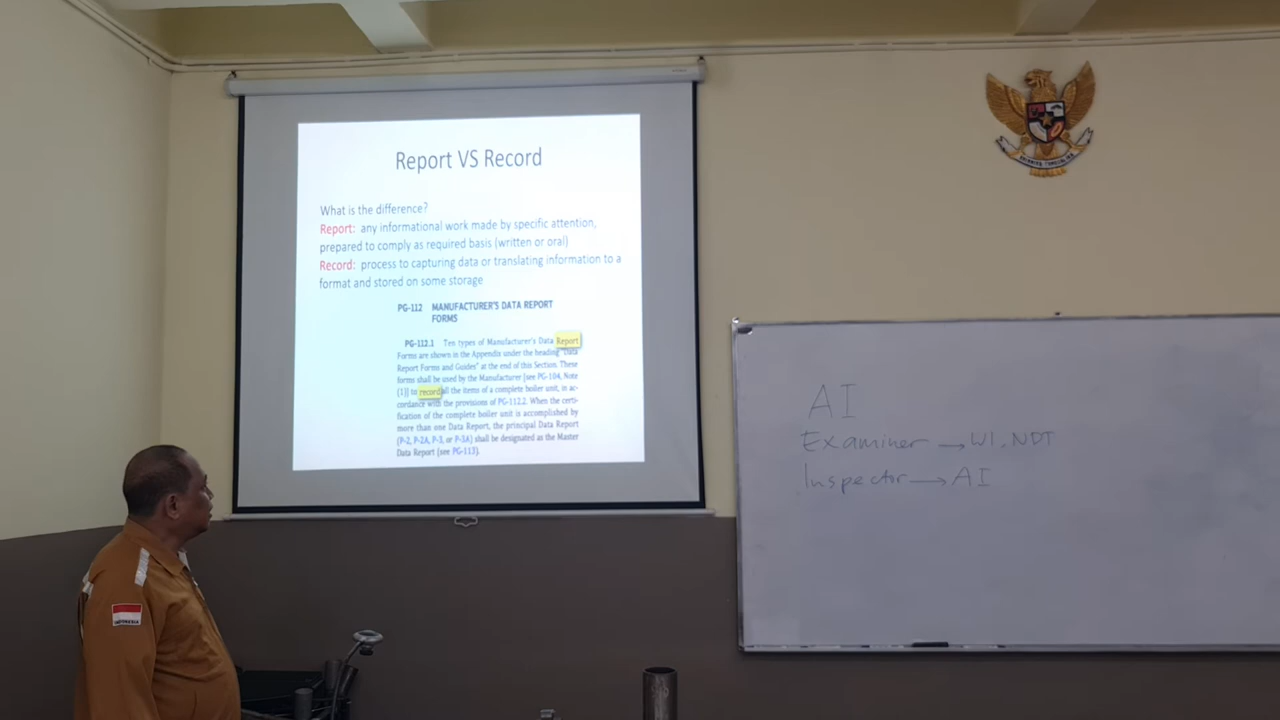 Report VS Record
What is the difference?
Report: any informational work made by specific attention,
prepared to comply as required basis (written or oral)
Record: process to capturing data or translating information to a
format and stored on some storage
PG-112 MANUFACTURER'S DATA REPORT
FORMS
PG-112.1 Ten types of Manufacturer's Data Report
Forms are shown in the Appendix under the heading "Data
Report Forms and Guides" at the end of this Section. These
forms shall be used by the Manufacturer [see PG-104, Note
(1)] to record all the items of a complete boiler unit, in ac-
cordance with the provisions of PG-112.2. When the certi-
fication of the complete boiler unit is accomplished by
more than one Data Report, the principal Data Report
(P-2, P-2A, P-3, or P-3A) shall be designated as the Master
Data Report (see PG-113).
AI
Examiner → WI, NDT
Inspector → AI
INDONESIA